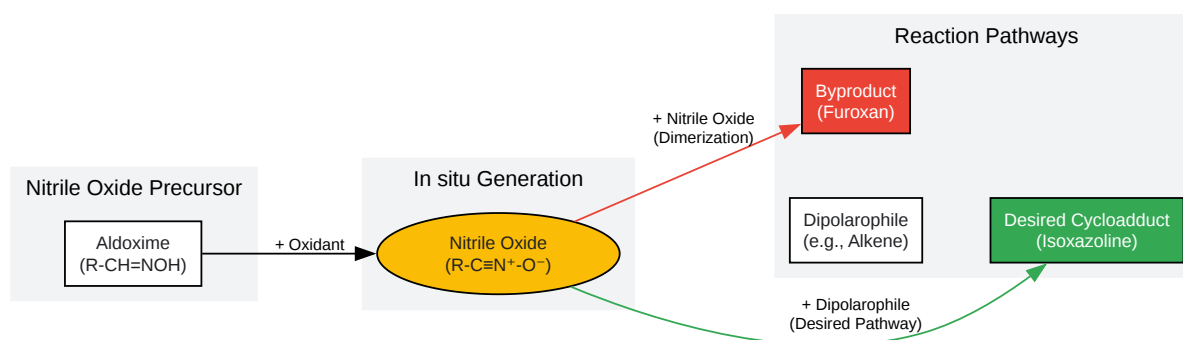 Nitrile Oxide Precursor
Aldoxime
(R-CH=NOH)
+ Oxidant
In situ Generation
Nitrile Oxide
(R-C≡N⁺-O⁻)
+ Nitrile Oxide
(Dimerization)
+ Dipolarophile
(Desired Pathway)
Reaction Pathways
Byproduct
(Furoxan)
Dipolarophile
(e.g., Alkene)
Desired Cycloadduct
(Isoxazoline)